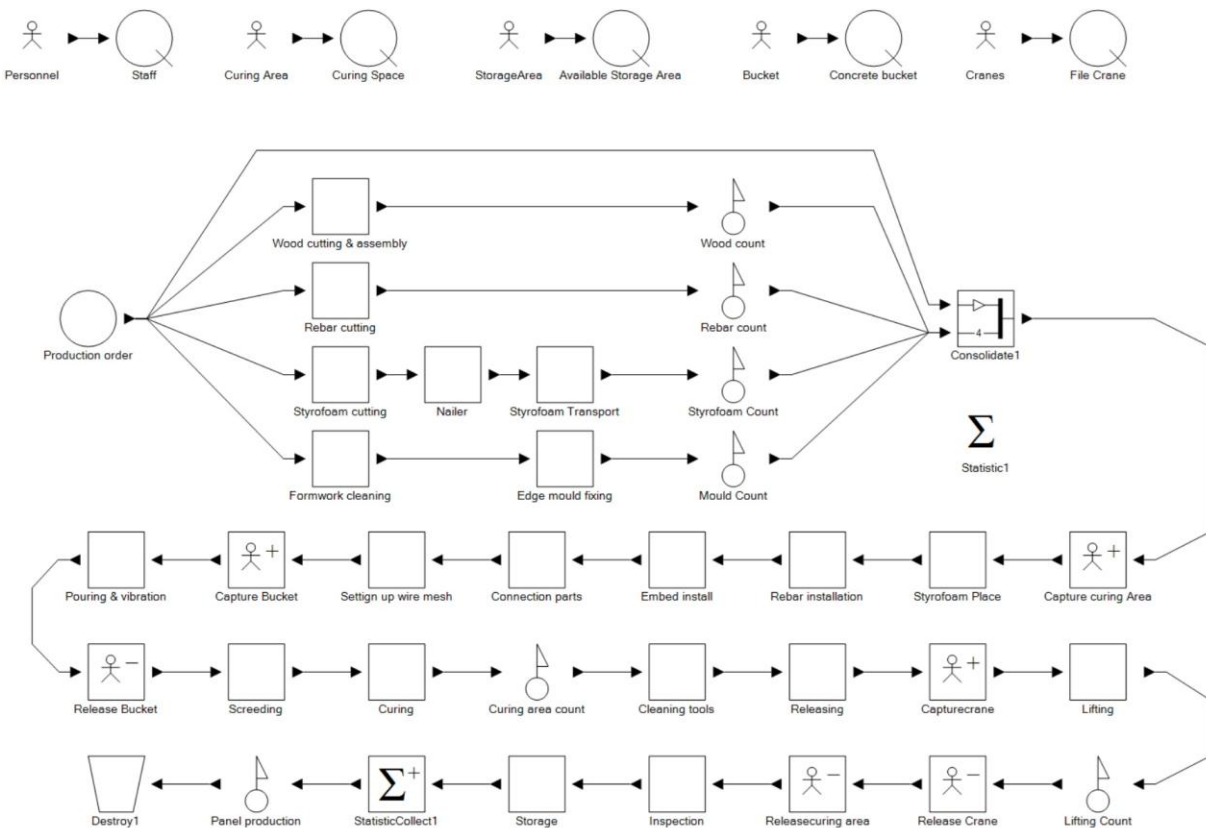 Personnel
Staff
Curing Area
Curing Space
StorageArea
Available Storage Area
Bucket
Concrete bucket
Cranes
File Crane
Wood cutting & assembly
Wood count
Rebar cutting
Rebar count
Production order
4
Consolidate1
Styrofoam cutting
Nailer
Styrofoam Transport
Styrofoam Count
Σ
Statistic1
Formwork cleaning
Edge mould fixing
Mould Count
+
+
Pouring & vibration
Capture Bucket
Settign up wire mesh
Connection parts
Embed install
Rebar installation
Styrofoam Place
Capture curing Area
−
+
Release Bucket
Screeding
Curing
Curing area count
Cleaning tools
Releasing
Capturecrane
Lifting
Σ+
−
−
Destroy1
Panel production
StatisticCollect1
Storage
Inspection
Releasecuring area
Release Crane
Lifting Count